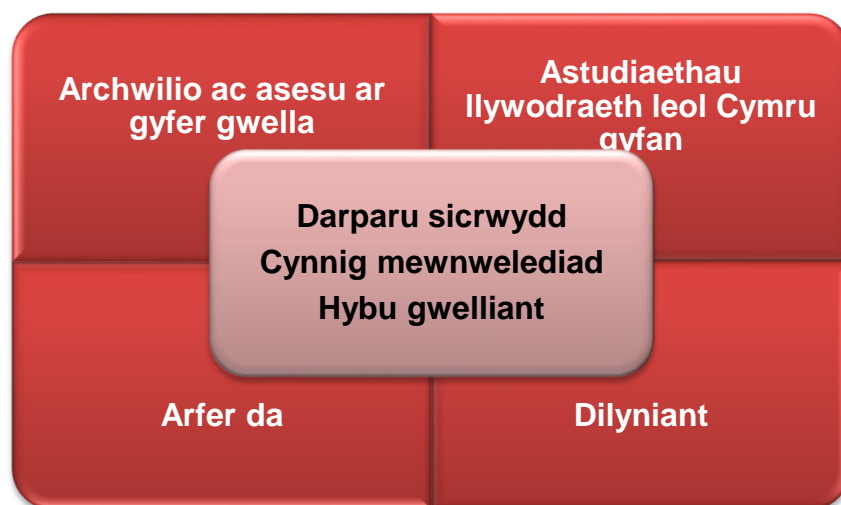 Archwilio ac asesu ar
gyfer gwella
Astudiaethau
llywodraeth leol Cymru
gyfan
Darparu sicrwydd
Cynnig mewnwelediad
Hybu gwelliant
Arfer da
Dilyniant